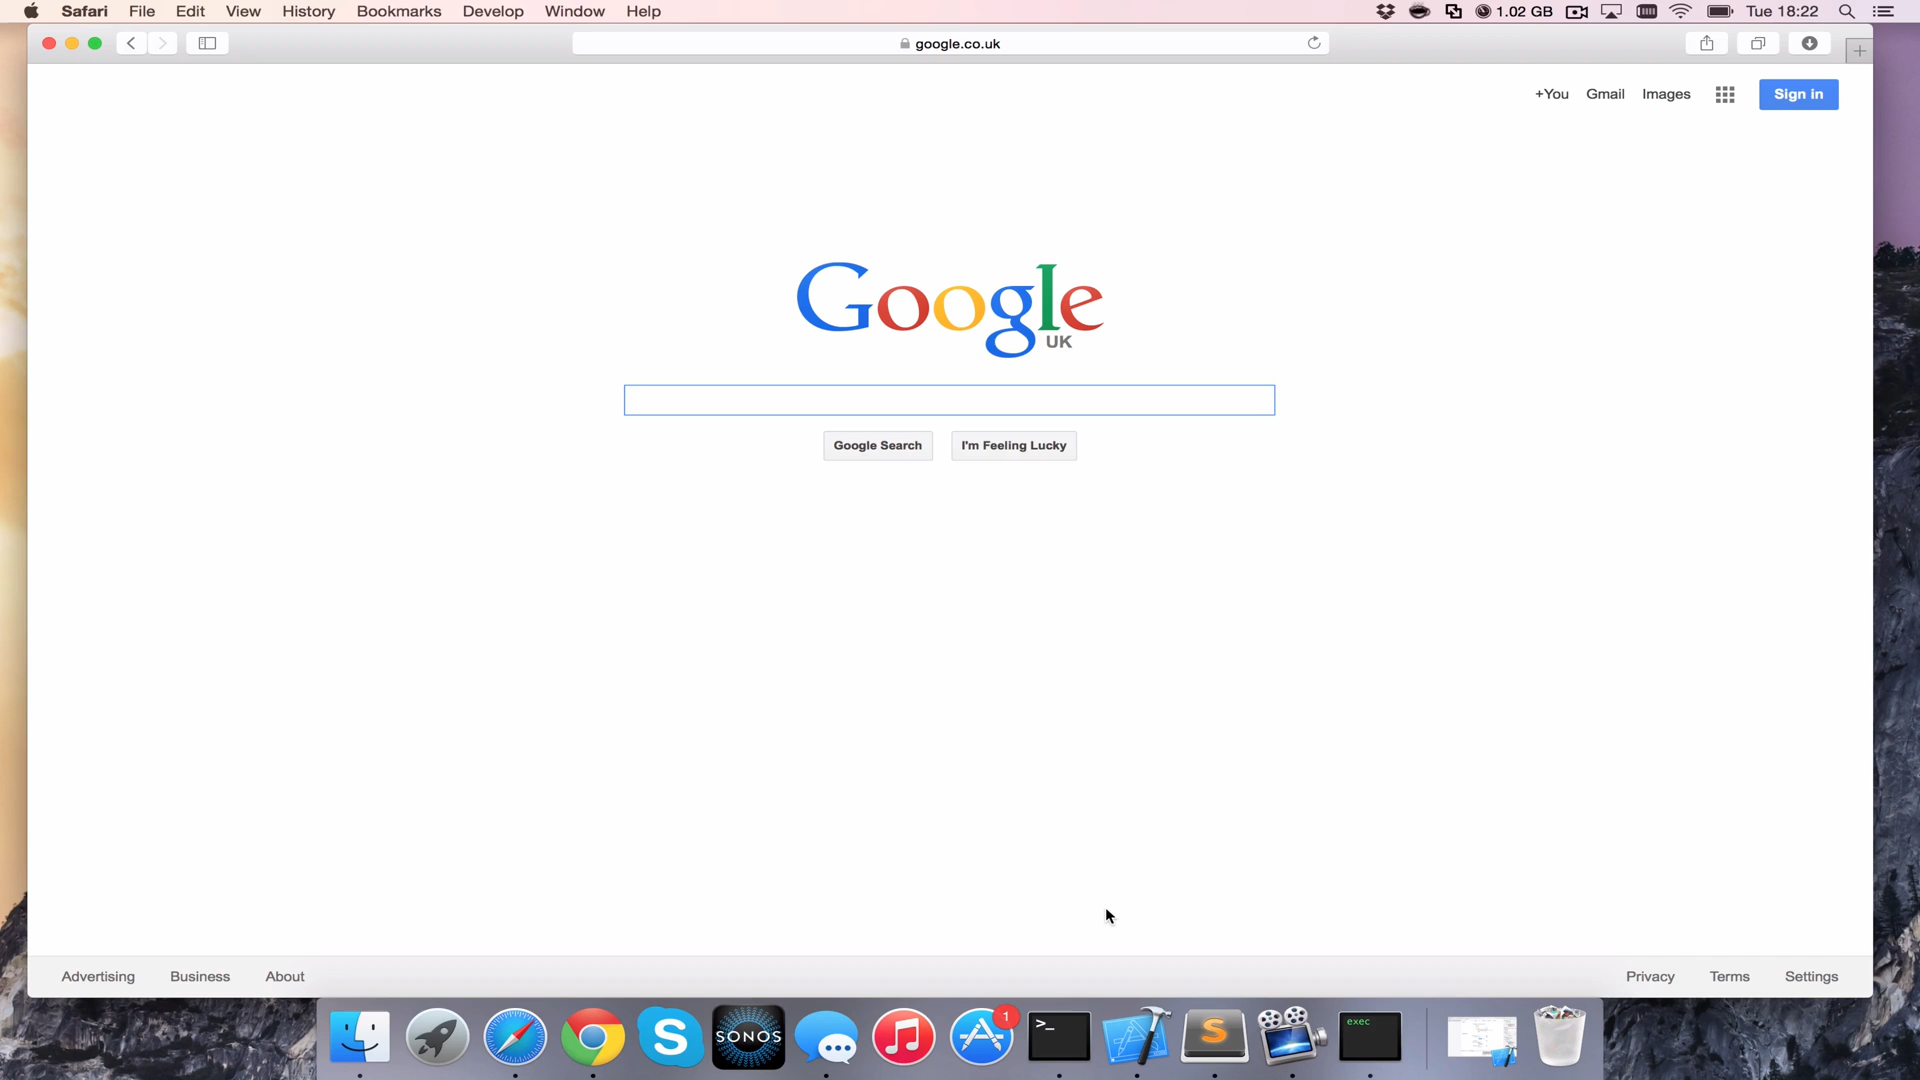 Safari File Edit View History Bookmarks Develop Window Help 1.02 GB Tue 18:22
google.co.uk
+You Gmail Images Sign in
Google
UK
Google Search I'm Feeling Lucky
Advertising Business About Privacy Terms Settings
S SONOS 1 >_ S exec